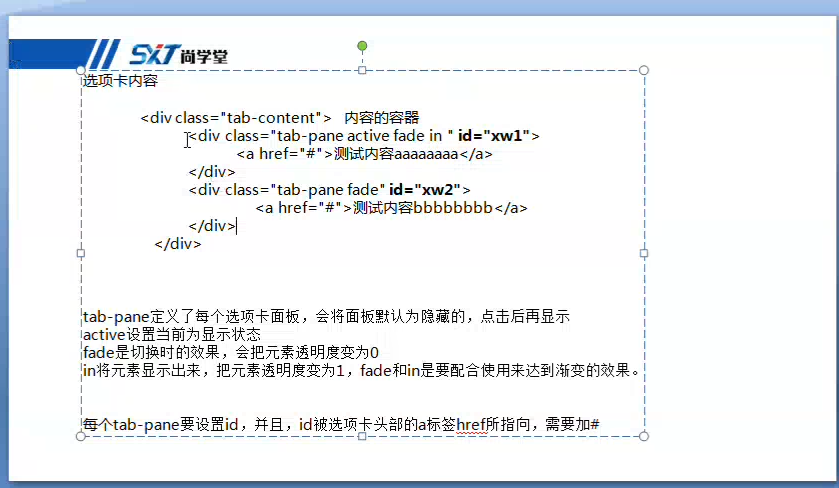 SXT尚学堂
选项卡内容
<div class="tab-content"> 内容的容器
<div class="tab-pane active fade in " id="xw1">
<a href="#">测试内容aaaaaaaa</a>
</div>
<div class="tab-pane fade" id="xw2">
<a href="#">测试内容bbbbbbbb</a>
</div>
</div>
tab-pane定义了每个选项卡面板，会将面板默认为隐藏的，点击后再显示
active设置当前为显示状态
fade是切换时的效果，会把元素透明度变为0
in将元素显示出来，把元素透明度变为1，fade和in是要配合使用来达到渐变的效果。
每个tab-pane要设置id，并且，id被选项卡头部的a标签href所指向，需要加#